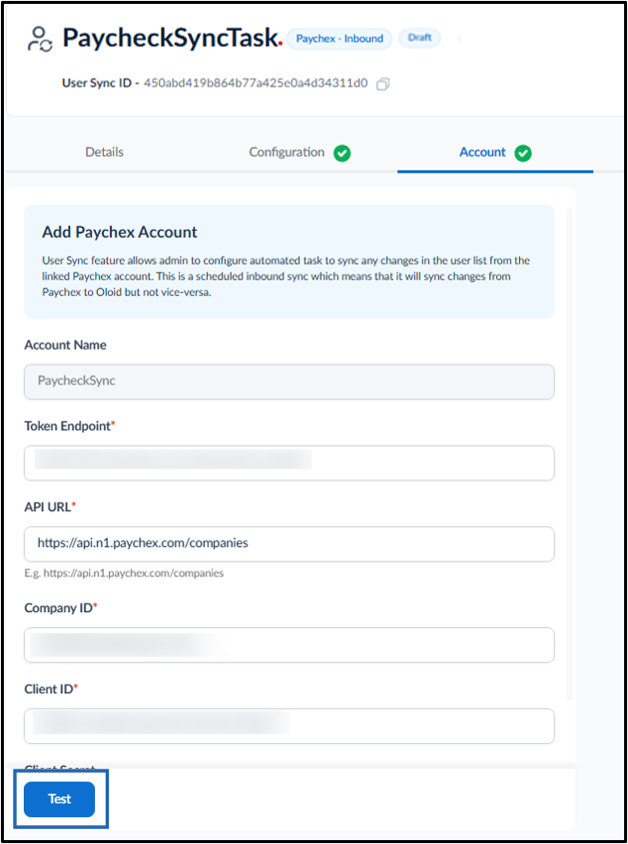 PaycheckSyncTask.
Paychex - Inbound
Draft
User Sync ID - 450abd419b864b77a425e0a4d34311d0
Details
Configuration
Account
Add Paychex Account
User Sync feature allows admin to configure automated task to sync any changes in the user list from the
linked Paychex account. This is a scheduled inbound sync which means that it will sync changes from
Paychex to Oloid but not vice-versa.
Account Name
PaycheckSync
Token Endpoint*
API URL*
https://api.n1.paychex.com/companies
E.g. https://api.n1.paychex.com/companies
Company ID*
Client ID*
Client Secret
Test